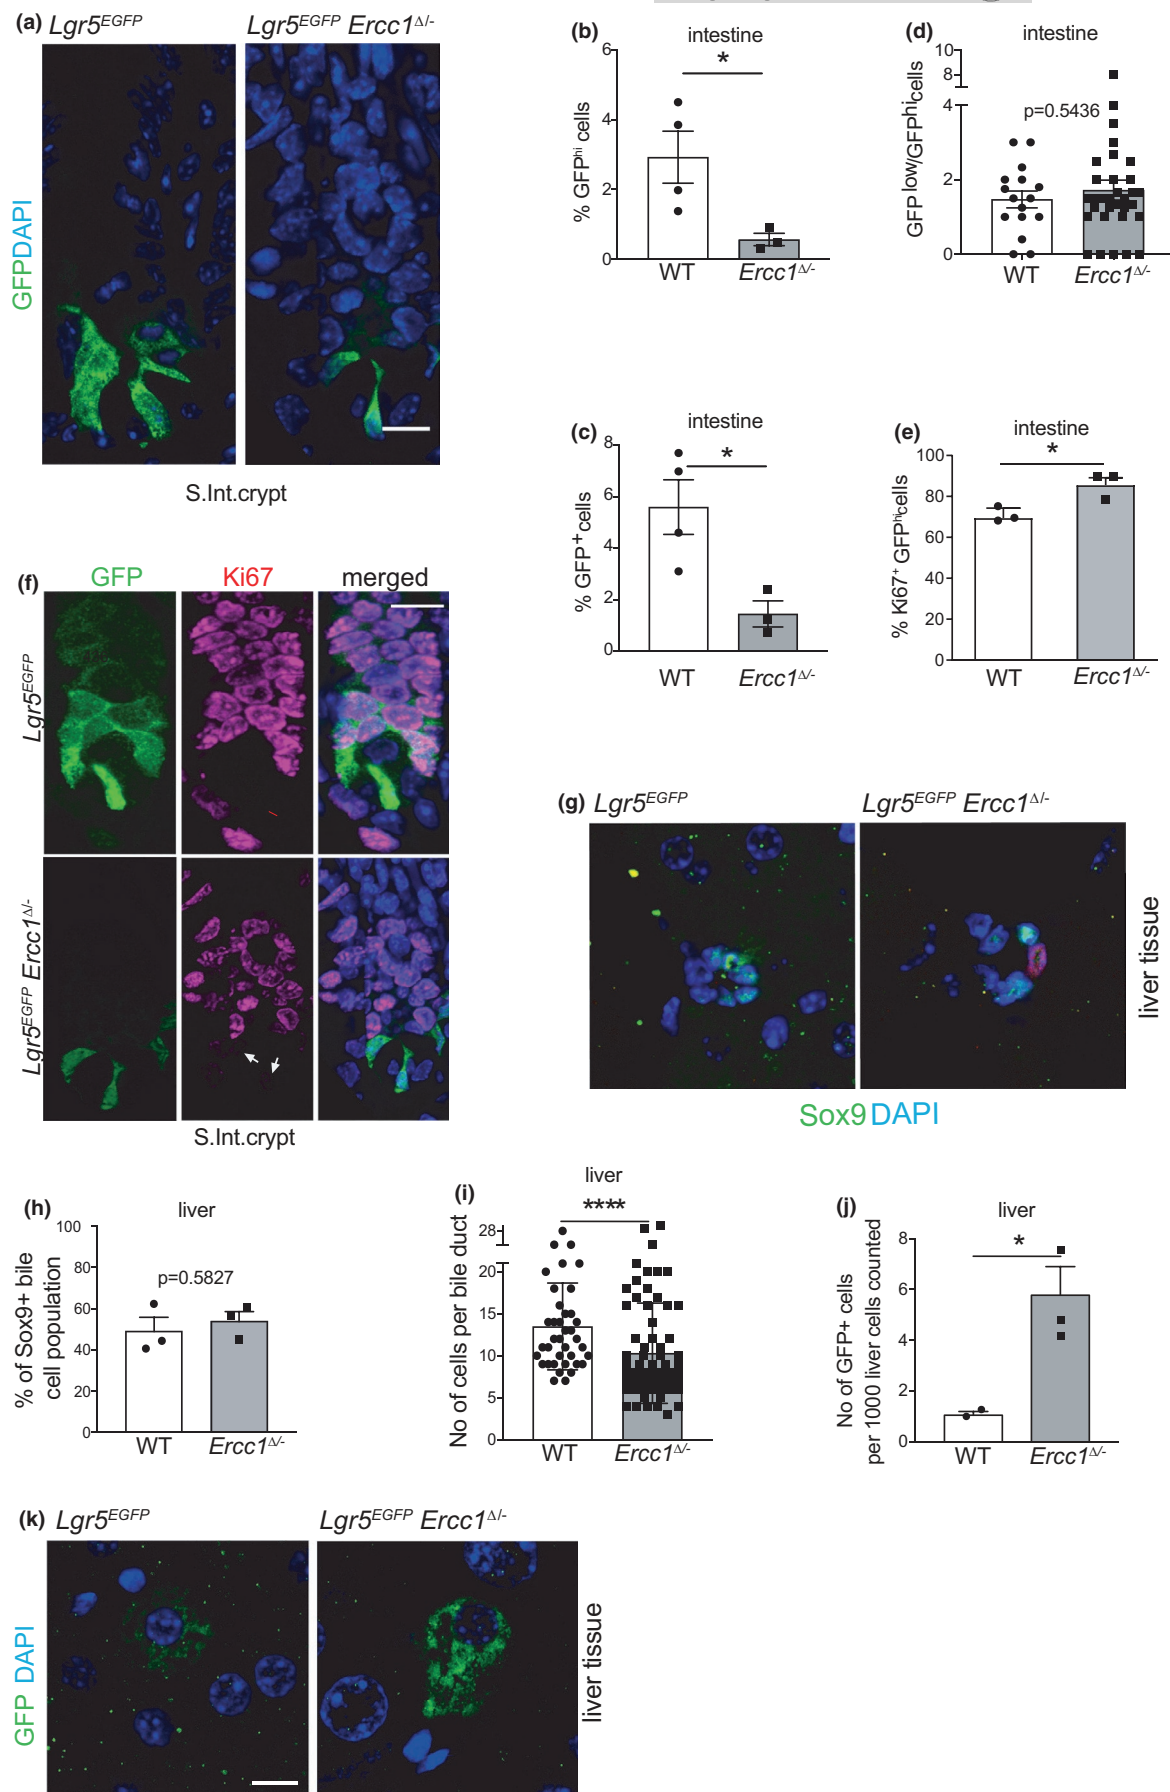 (a) Lgr5EGFP Lgr5EGFP Ercc1Δ/-
GFPDAPI
S.Int.crypt
(b) intestine
% GFPhi cells
6
4
2
0
*
WT Ercc1Δ/-
(d) intestine
GFPlow/GFPhicells
10
8
4
2
0
p=0.5436
WT Ercc1Δ/-
(c) intestine
% GFP+cells
8
6
4
2
0
*
WT Ercc1Δ/-
(e) intestine
% Ki67+ GFPhicells
100
80
60
40
20
0
*
WT Ercc1Δ/-
(f) GFP Ki67 merged
Lgr5EGFP
Lgr5EGFP Ercc1Δ/-
S.Int.crypt
(g) Lgr5EGFP Lgr5EGFP Ercc1Δ/-
liver tissue
Sox9DAPI
(h) liver
% of Sox9+ bile
cell population
100
80
60
40
20
0
p=0.5827
WT Ercc1Δ/-
(i) liver
No of cells per bile duct
28
20
15
10
5
0
****
WT Ercc1Δ/-
(j) liver
No of GFP+ cells
per 1000 liver cells counted
8
6
4
2
0
*
WT Ercc1Δ/-
(k) Lgr5EGFP Lgr5EGFP Ercc1Δ/-
GFP DAPI
liver tissue